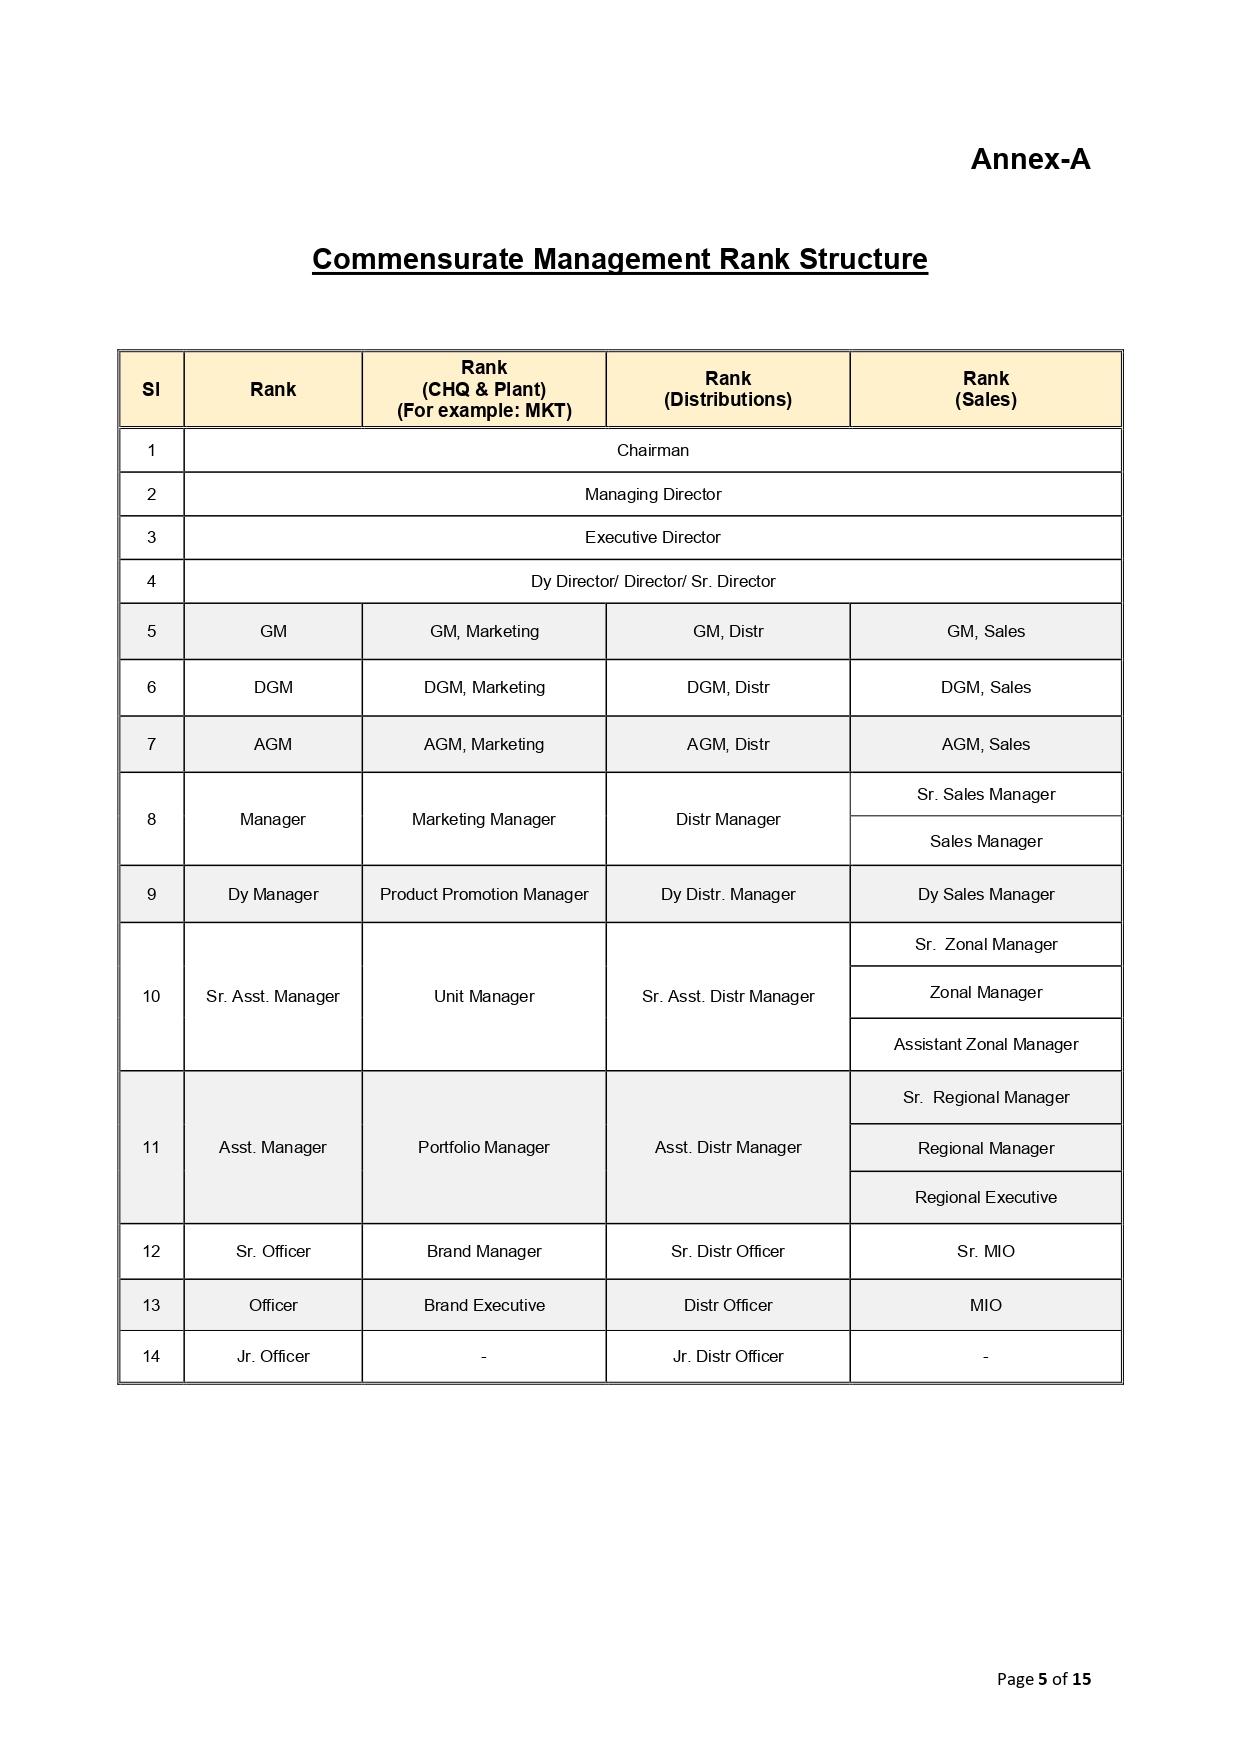 Annex-A
Commensurate Management Rank Structure
Sl
Rank
Rank
(CHQ & Plant)
(For example: MKT)
Rank
(Distributions)
Rank
(Sales)
1
Chairman
2
Managing Director
3
Executive Director
4
Dy Director/ Director/ Sr. Director
5
GM
GM, Marketing
GM, Distr
GM, Sales
6
DGM
DGM, Marketing
DGM, Distr
DGM, Sales
7
AGM
AGM, Marketing
AGM, Distr
AGM, Sales
8
Manager
Marketing Manager
Distr Manager
Sr. Sales Manager
Sales Manager
9
Dy Manager
Product Promotion Manager
Dy Distr. Manager
Dy Sales Manager
10
Sr. Asst. Manager
Unit Manager
Sr. Asst. Distr Manager
Sr.  Zonal Manager
Zonal Manager
Assistant Zonal Manager
11
Asst. Manager
Portfolio Manager
Asst. Distr Manager
Sr.  Regional Manager
Regional Manager
Regional Executive
12
Sr. Officer
Brand Manager
Sr. Distr Officer
Sr. MIO
13
Officer
Brand Executive
Distr Officer
MIO
14
Jr. Officer
-
Jr. Distr Officer
-
Page 5 of 15